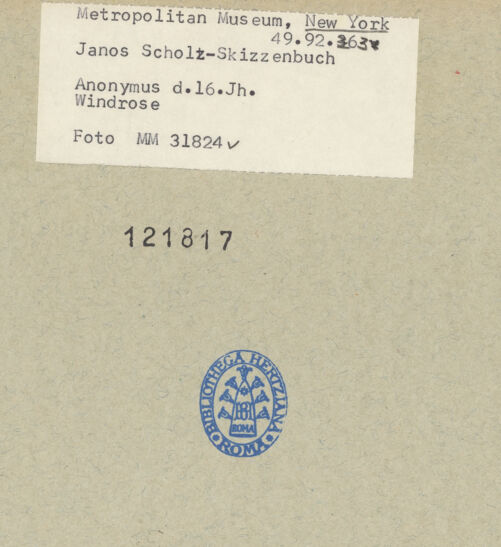 Metropolitan Museum, New York
49.92.363v
Janos Scholz-Skizzenbuch
Anonymus d.16.Jh.
Windrose
Foto MM 31824✓
121817
BIBLIOTHECA HERTZIANA
ROMA
ROMA